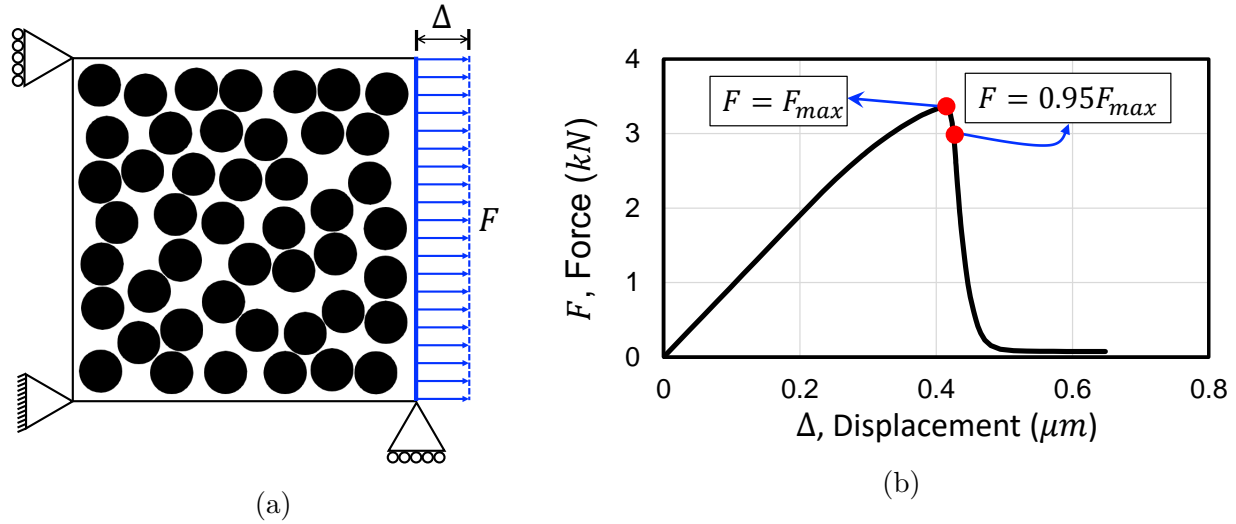 Δ
F
(a)
F = F_max
F = 0.95F_max
F, Force (kN)
4
3
2
1
0
0
0.2
0.4
0.6
0.8
Δ, Displacement (μm)
(b)